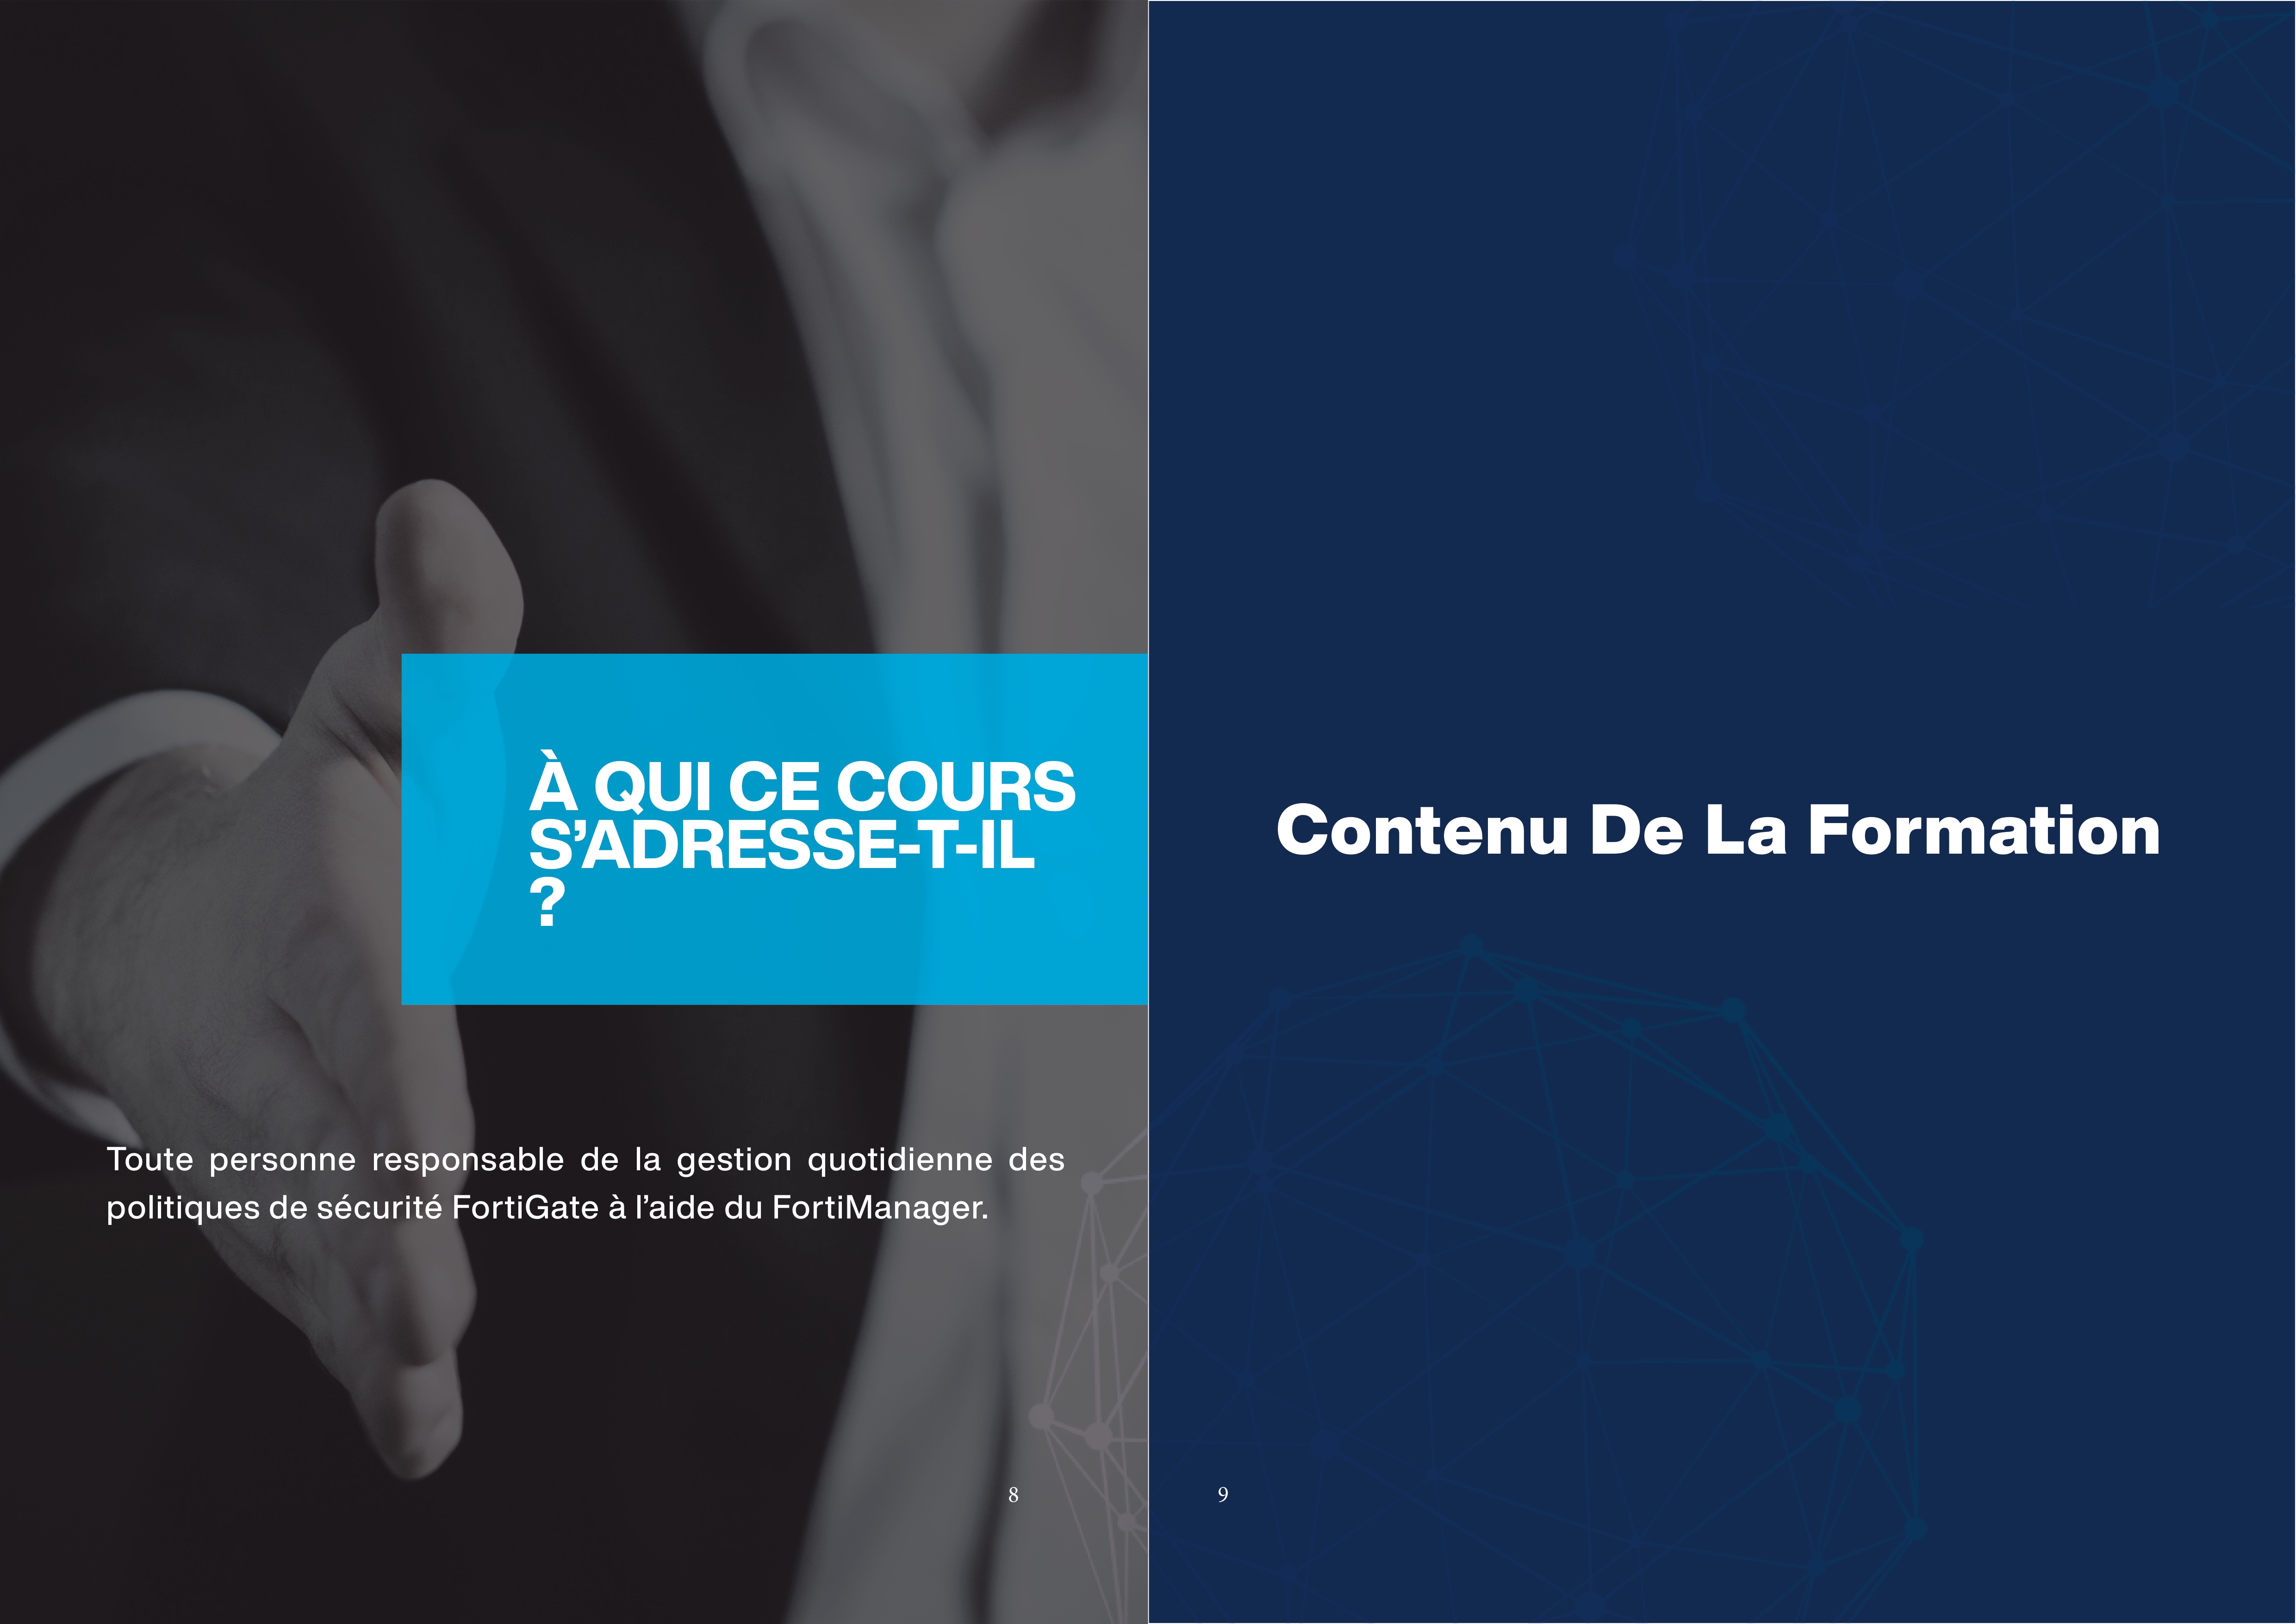 À QUI CE COURS
S’ADRESSE-T-IL
?
Toute personne responsable de la gestion quotidienne des
politiques de sécurité FortiGate à l’aide du FortiManager.
8
Contenu De La Formation
9